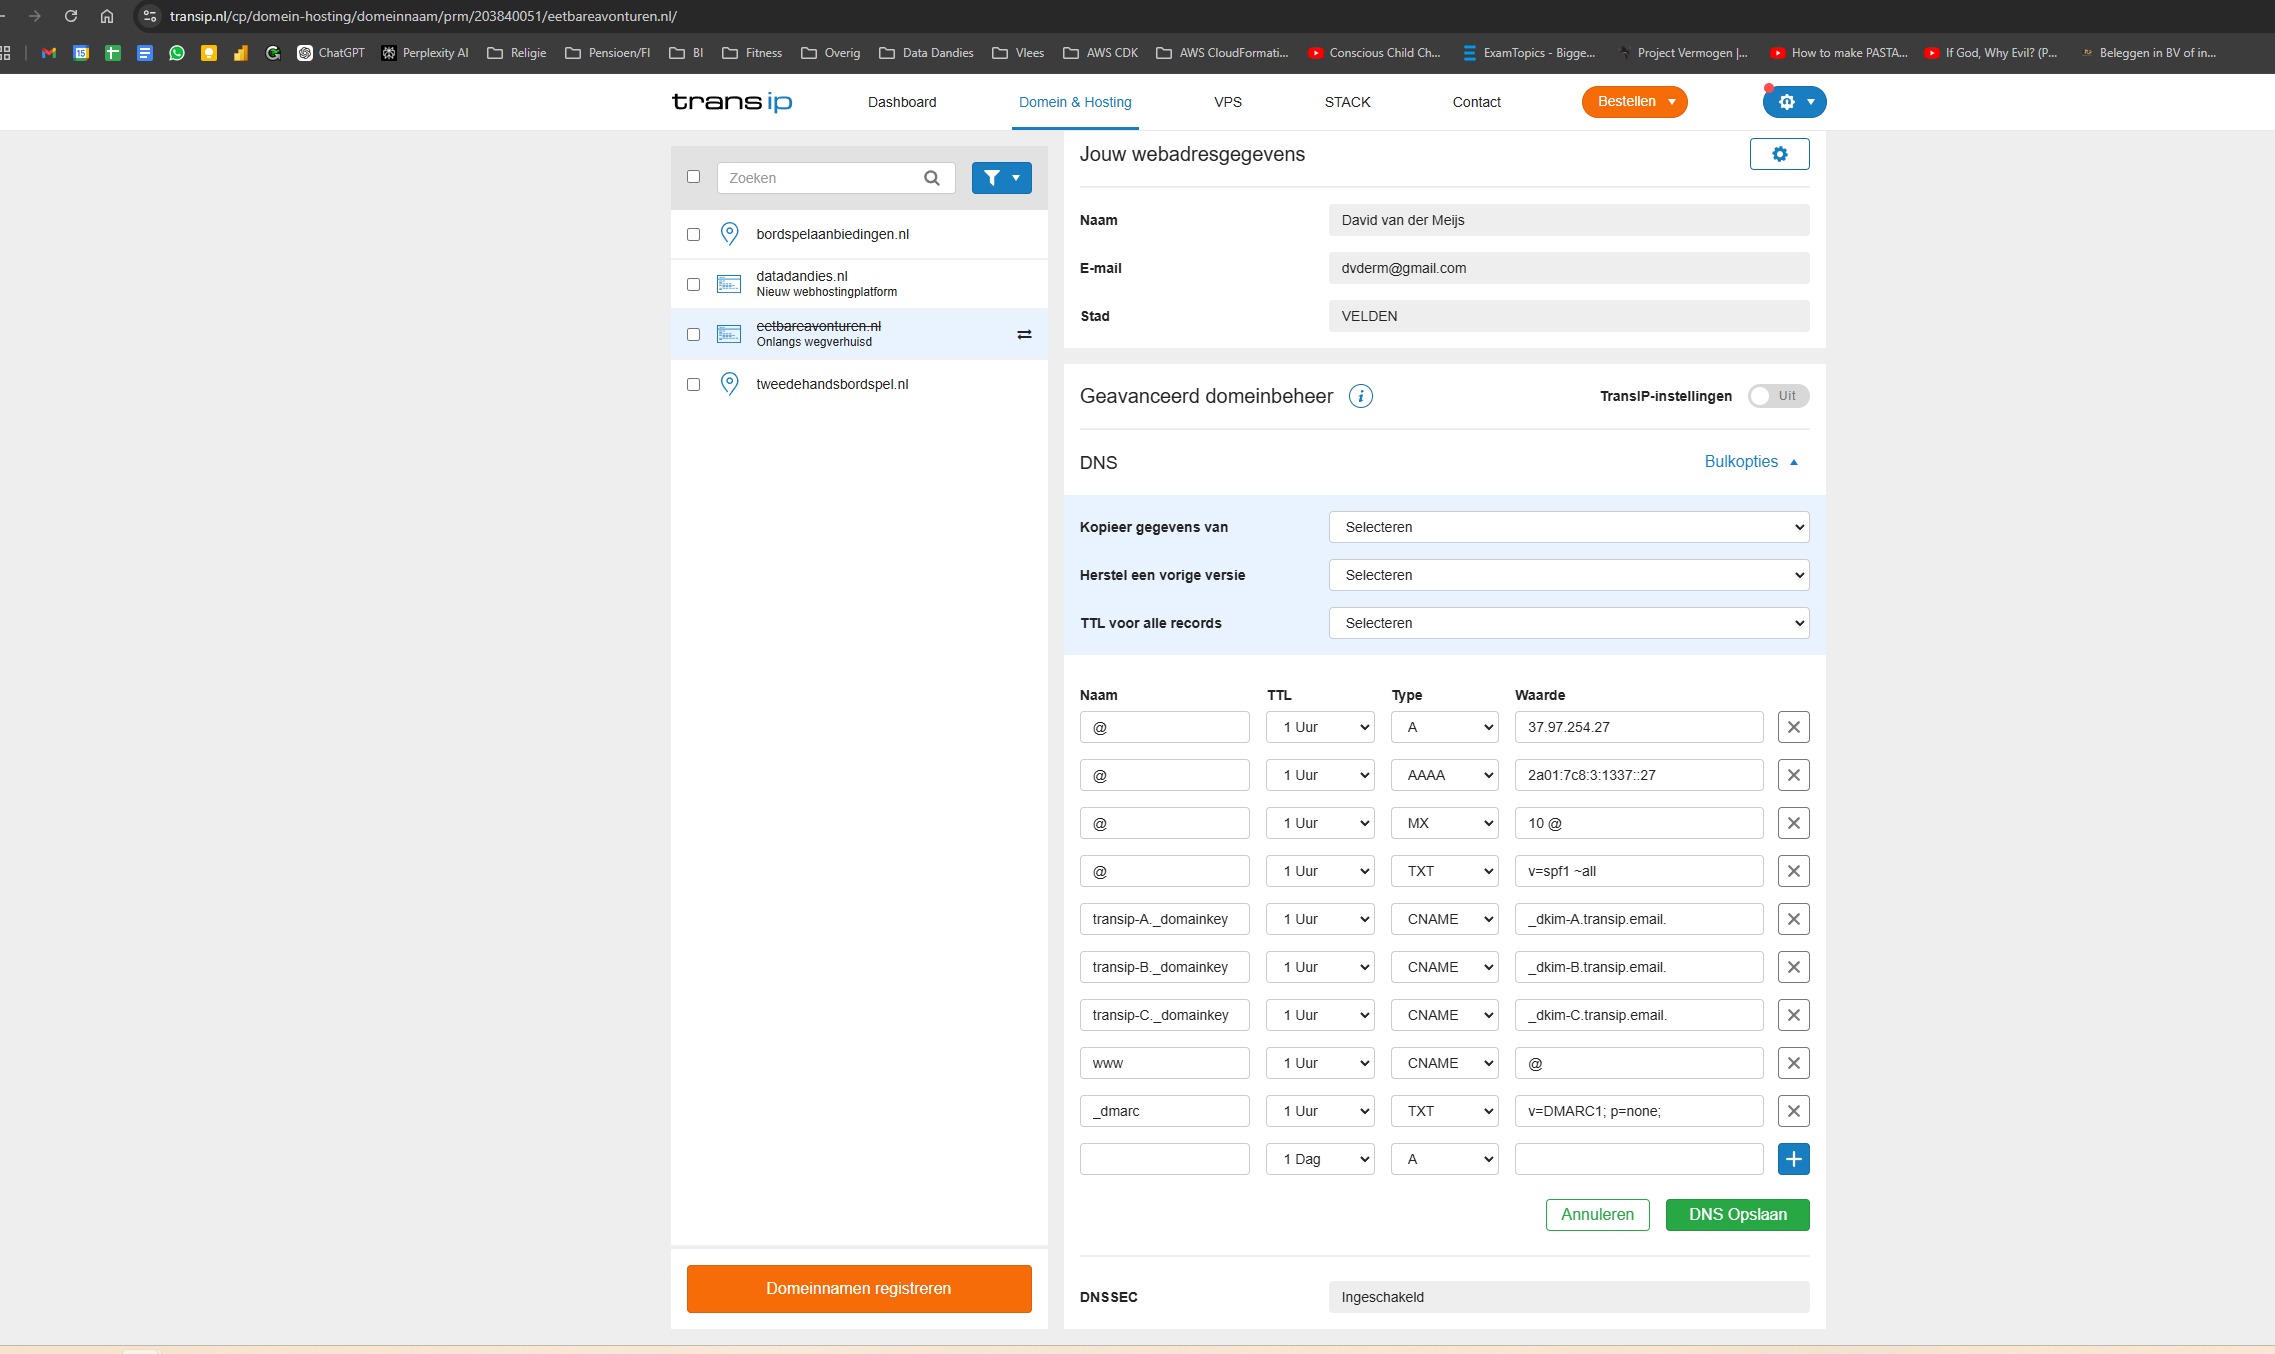 transip.nl/cp/domein-hosting/domeinnaam/prm/203840051/eetbareavonturen.nl/
ChatGPT Perplexity AI Religie Pensioen/FI BI Fitness Overig Data Dandies Vlees AWS CDK AWS CloudFormati... Conscious Child Ch... ExamTopics - Bigge... Project Vermogen |... How to make PASTA... If God, Why Evil? (P... Beleggen in BV of in...
transip Dashboard Domein & Hosting VPS STACK Contact Bestellen
Zoeken
bordspelaanbiedingen.nl
datadandies.nl
Nieuw webhostingplatform
eetbareavonturen.nl
Onlangs wegverhuisd
tweedehandsbordspel.nl
Domeinnamen registreren
Jouw webadresgegevens
Naam David van der Meijs
E-mail dvderm@gmail.com
Stad VELDEN
Geavanceerd domeinbeheer i TransIP-instellingen Uit
DNS Bulkopties
Kopieer gegevens van Selecteren
Herstel een vorige versie Selecteren
TTL voor alle records Selecteren
Naam TTL Type Waarde
@ 1 Uur A 37.97.254.27
@ 1 Uur AAAA 2a01:7c8:3:1337::27
@ 1 Uur MX 10 @
@ 1 Uur TXT v=spf1 ~all
transip-A._domainkey 1 Uur CNAME _dkim-A.transip.email.
transip-B._domainkey 1 Uur CNAME _dkim-B.transip.email.
transip-C._domainkey 1 Uur CNAME _dkim-C.transip.email.
www 1 Uur CNAME @
_dmarc 1 Uur TXT v=DMARC1; p=none;
1 Dag A
Annuleren DNS Opslaan
DNSSEC Ingeschakeld